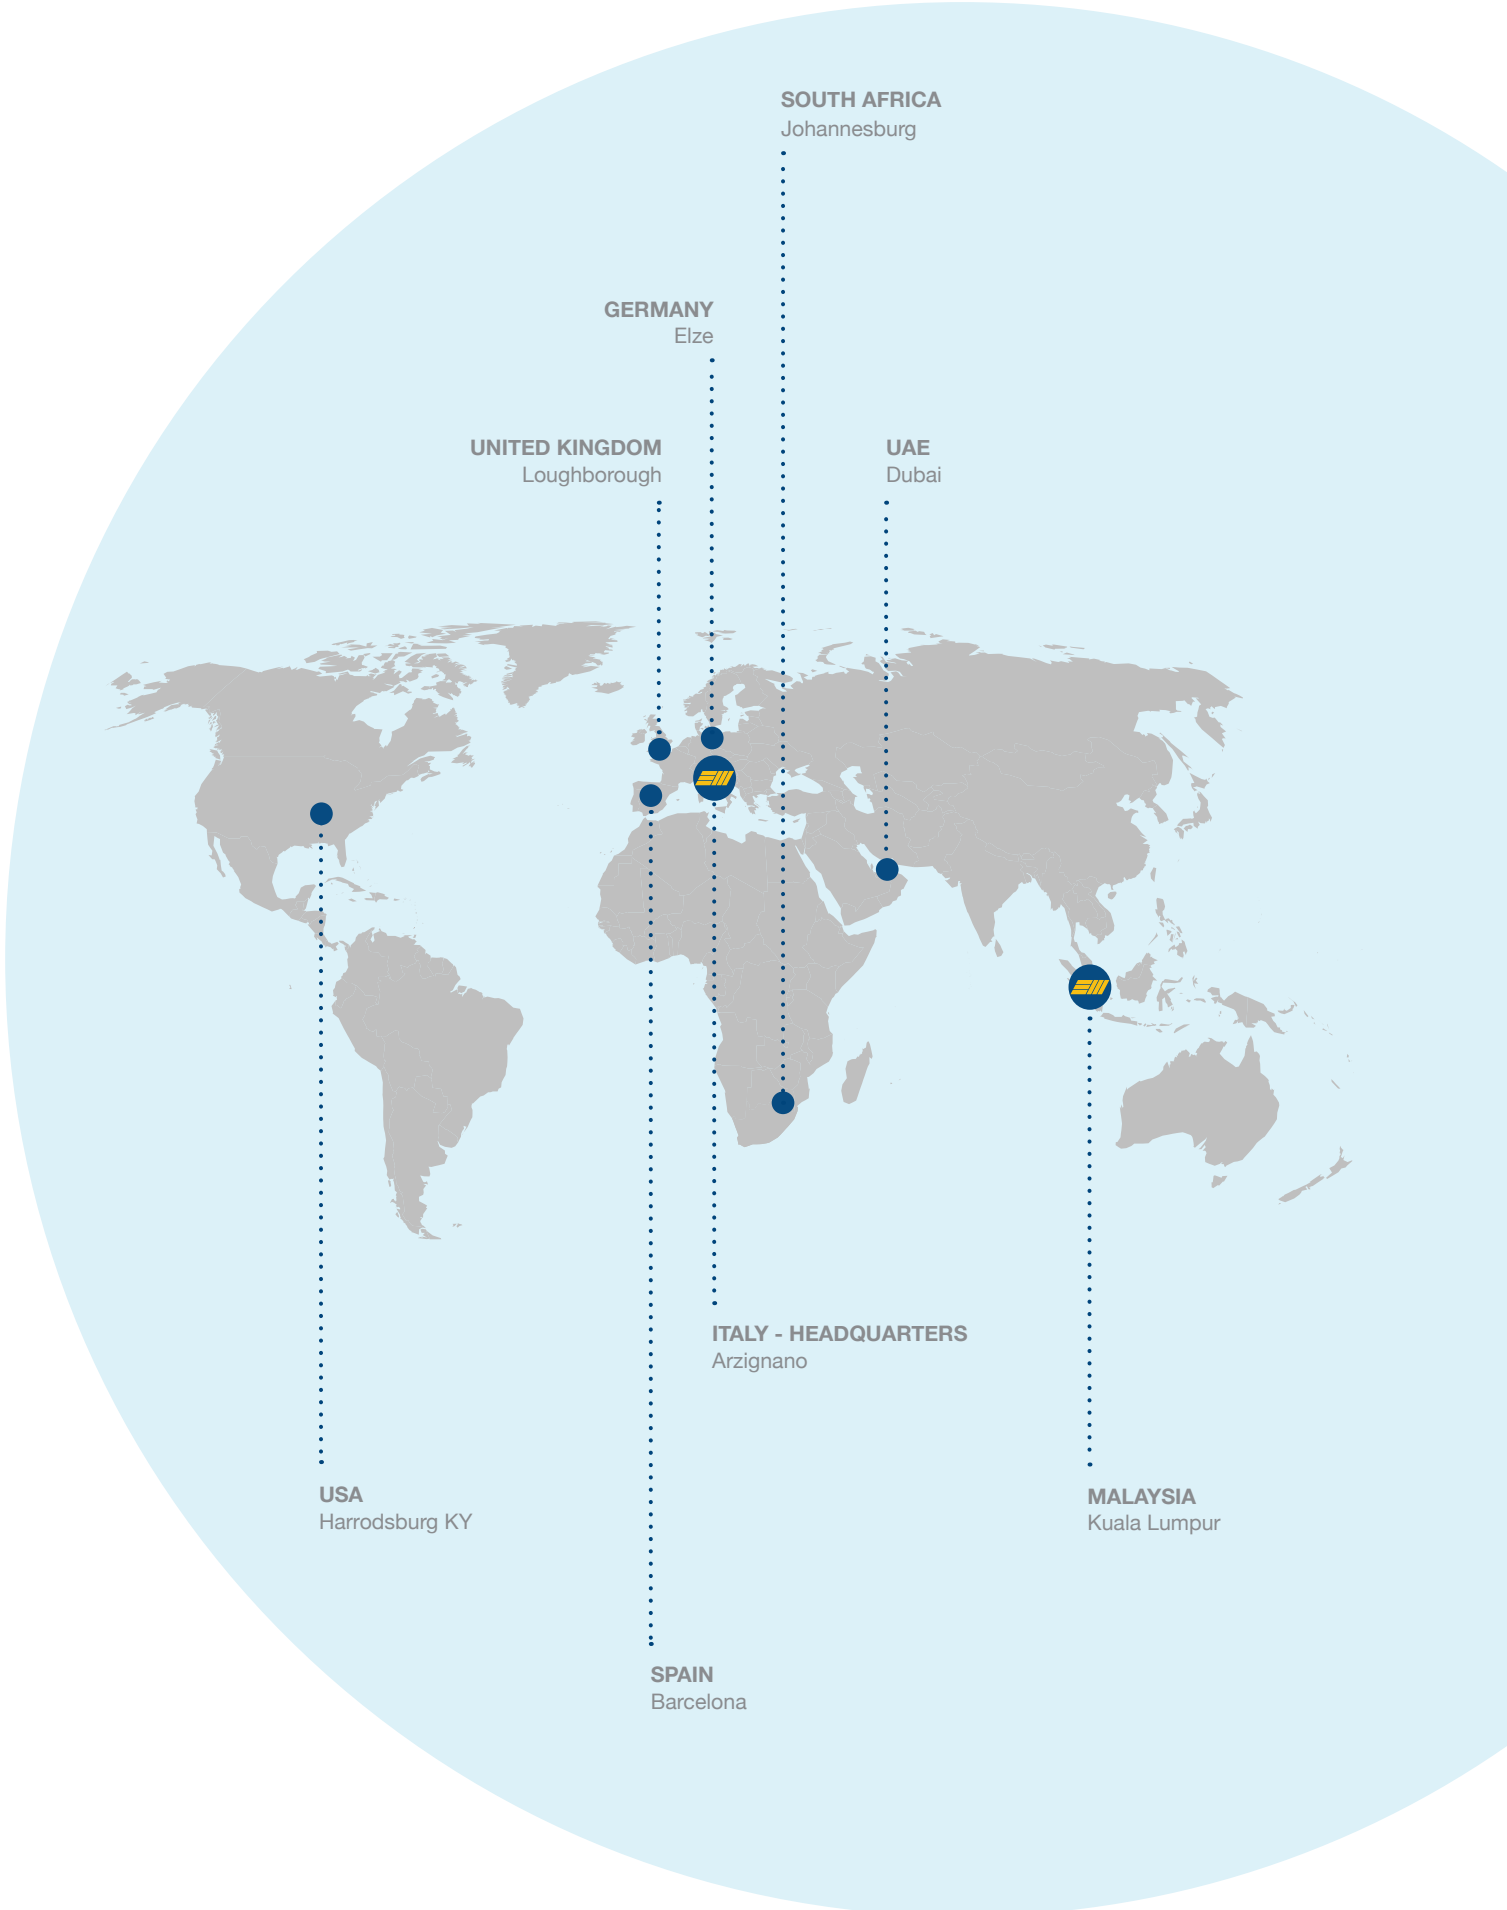 SOUTH AFRICA
Johannesburg
GERMANY
Elze
UNITED KINGDOM
Loughborough
UAE
Dubai
ITALY - HEADQUARTERS
Arzignano
USA
Harrodsburg KY
MALAYSIA
Kuala Lumpur
SPAIN
Barcelona